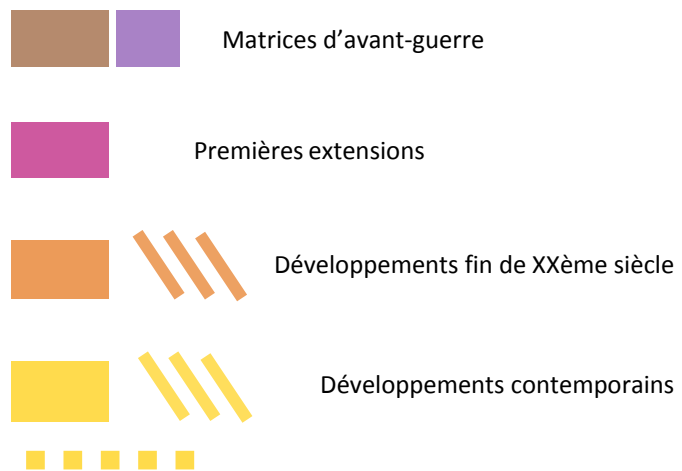 Matrices d’avant-guerre
Premières extensions
Développements fin de XXème siècle
Développements contemporains